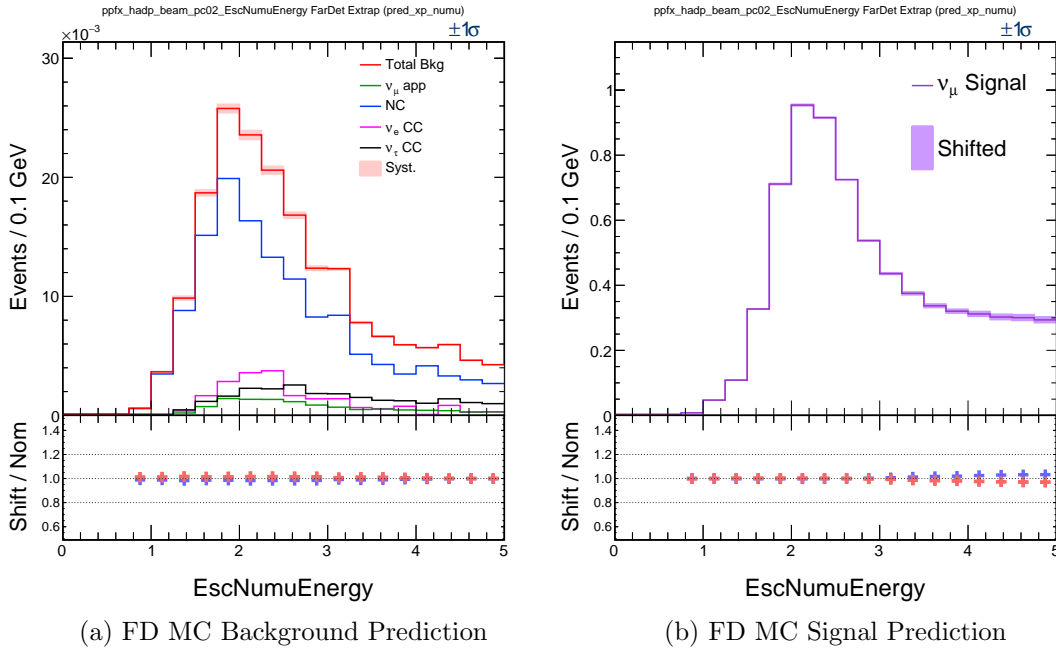 ppfx_hadp_beam_pc02_EscNumuEnergy FarDet Extrap (pred_xp_numu)
±1σ
×10⁻³
30
20
10
0
Events / 0.1 GeV
Total Bkg
νμ app
NC
νe CC
ντ CC
Syst.
1.4
1.2
1.0
0.8
0.6
Shift / Nom
0 1 2 3 4 5
EscNumuEnergy
(a) FD MC Background Prediction
ppfx_hadp_beam_pc02_EscNumuEnergy FarDet Extrap (pred_xp_numu)
±1σ
1
0.8
0.6
0.4
0.2
0
Events / 0.1 GeV
νμ Signal
Shifted
1.4
1.2
1.0
0.8
0.6
Shift / Nom
0 1 2 3 4 5
EscNumuEnergy
(b) FD MC Signal Prediction